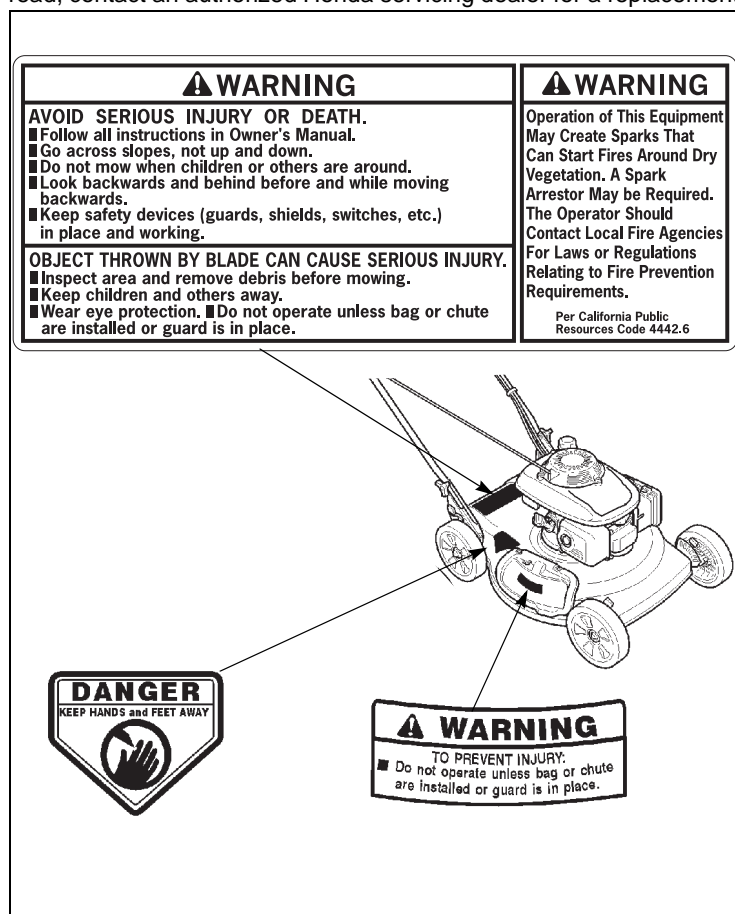 read, contact an authorized Honda servicing dealer for a replacement
WARNING
AVOID SERIOUS INJURY OR DEATH.
■ Follow all instructions in Owner's Manual.
■ Go across slopes, not up and down.
■ Do not mow when children or others are around.
■ Look backwards and behind before and while moving
backwards.
■ Keep safety devices (guards, shields, switches, etc.)
in place and working.
OBJECT THROWN BY BLADE CAN CAUSE SERIOUS INJURY.
■ Inspect area and remove debris before mowing.
■ Keep children and others away.
■ Wear eye protection. ■ Do not operate unless bag or chute
are installed or guard is in place.
WARNING
Operation of This Equipment
May Create Sparks That
Can Start Fires Around Dry
Vegetation. A Spark
Arrestor May be Required.
The Operator Should
Contact Local Fire Agencies
For Laws or Regulations
Relating to Fire Prevention
Requirements.
Per California Public
Resources Code 4442.6
DANGER
KEEP HANDS and FEET AWAY
WARNING
TO PREVENT INJURY:
■ Do not operate unless bag or chute
are installed or guard is in place.